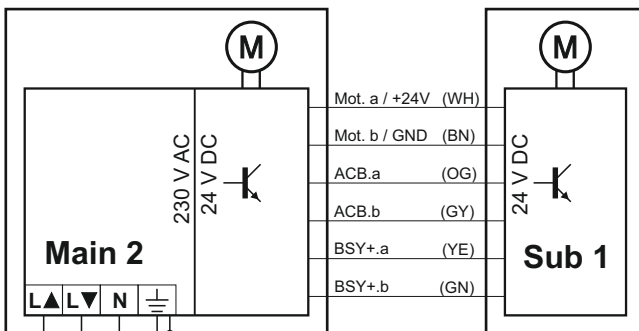 M
M
Mot. a / +24V (WH)
Mot. b / GND (BN)
230 V AC
24 V DC
24 V DC
ACB.a (OG)
ACB.b (GY)
Main 2
BSY+.a (YE)
Sub 1
BSY+.b (GN)
L▲ L▼ N